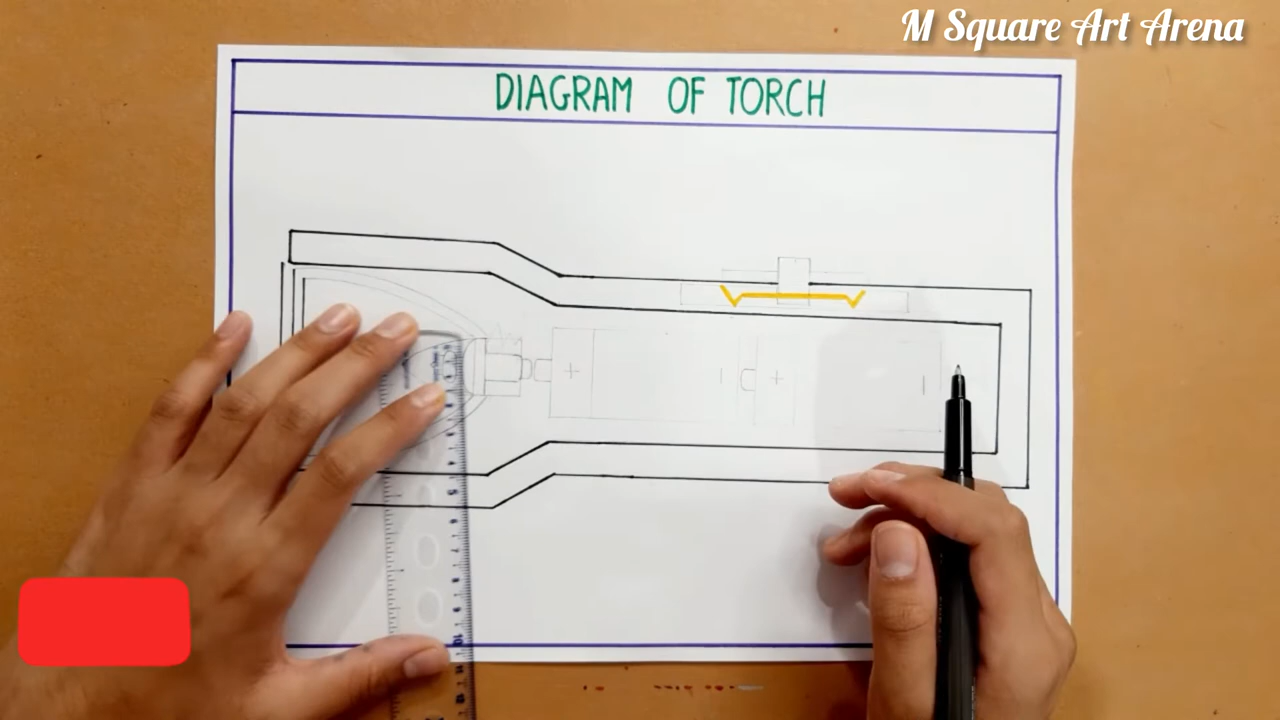 M Square Art Arena
DIAGRAM OF TORCH
+ - + -